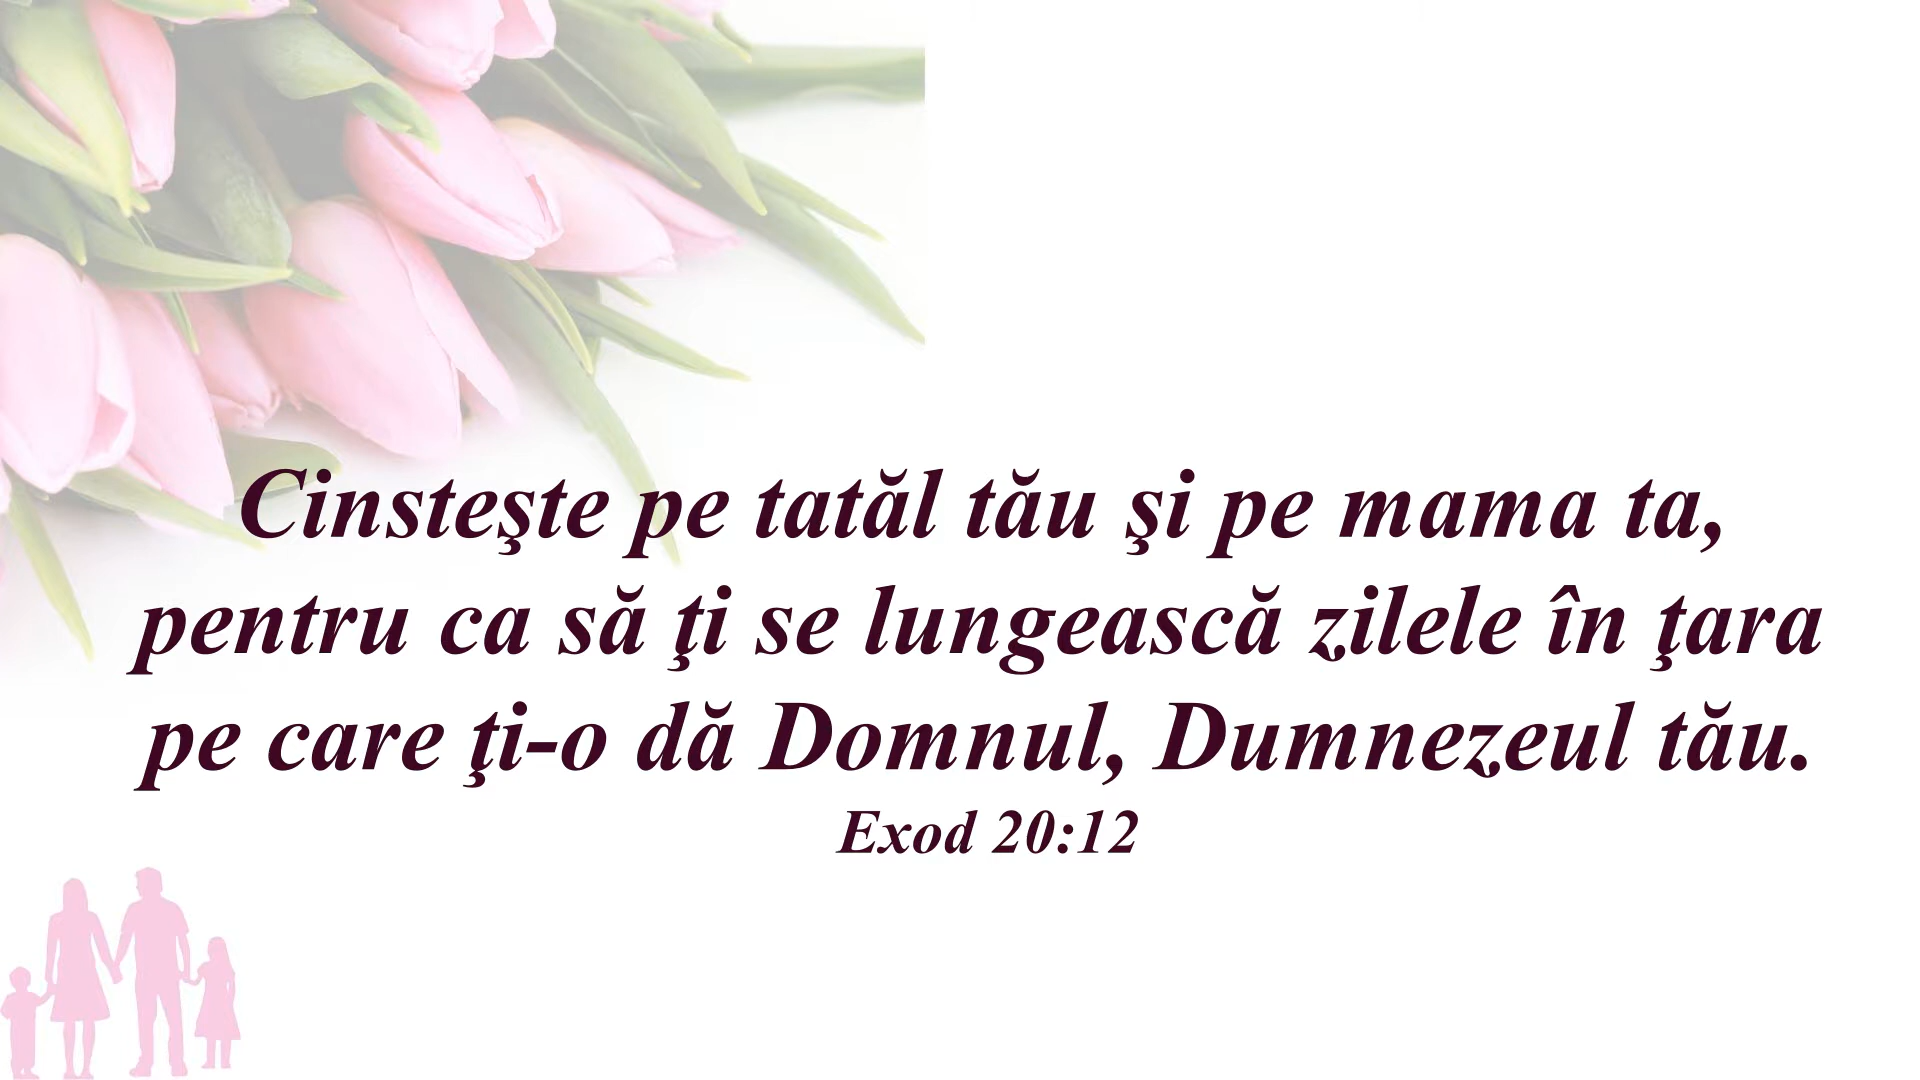 Cinsteşte pe tatăl tău şi pe mama ta,
pentru ca să ţi se lungească zilele în ţara
pe care ţi-o dă Domnul, Dumnezeul tău.
Exod 20:12